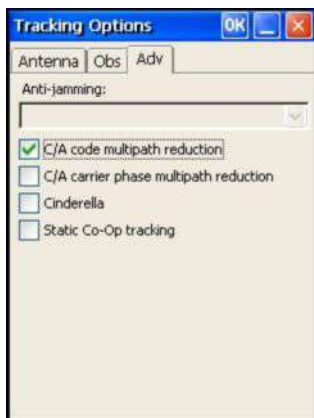 Tracking Options OK
Antenna Obs Adv
Anti-jamming:
C/A code multipath reduction
C/A carrier phase multipath reduction
Cinderella
Static Co-Op tracking